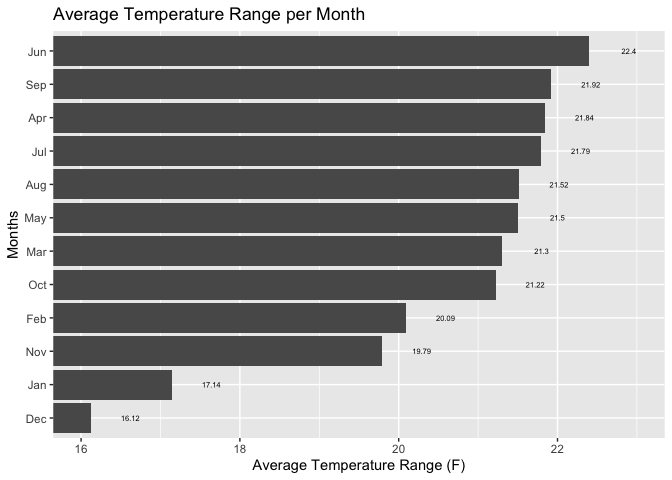 Average Temperature Range per Month
Months
Jun 22.4
Sep 21.92
Apr 21.84
Jul 21.79
Aug 21.52
May 21.5
Mar 21.3
Oct 21.22
Feb 20.09
Nov 19.79
Jan 17.14
Dec 16.12
16 18 20 22
Average Temperature Range (F)